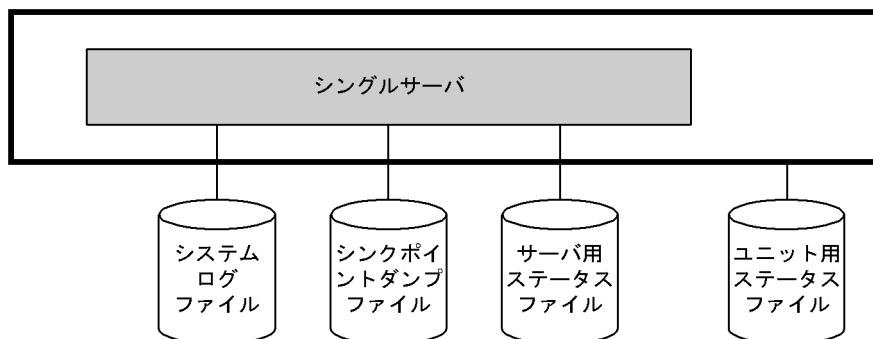 シングルサーバ
システム
ログ
ファイル
シンクポイ
ントダンプ
ファイル
サーバ用
ステータス
ファイル
ユニット用
ステータス
ファイル